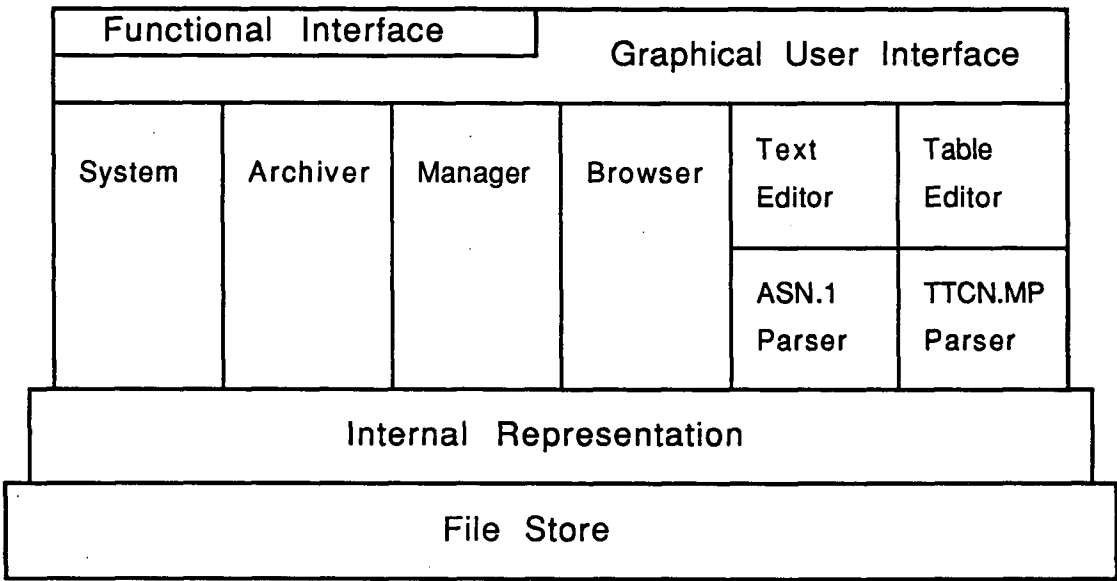 Functional Interface
Graphical User Interface
System
Archiver
Manager
Browser
Text
Editor
Table
Editor
ASN.1
Parser
TTCN.MP
Parser
Internal Representation
File Store